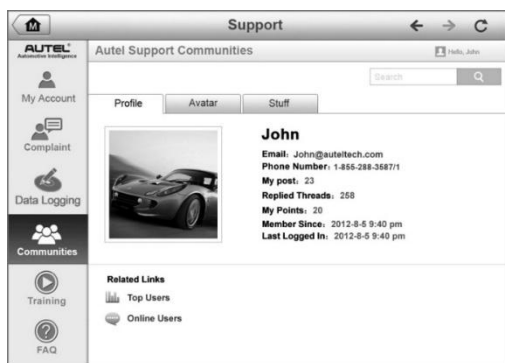 M
Support
AUTEL
Automotive Intelligence
Autel Support Communities
Hello, John
Search
My Account
Complaint
Data Logging
Communities
Training
FAQ
Profile
Avatar
Stuff
John
Email: John@auteltech.com
Phone Number: 1-855-288-3587/1
My post: 23
Replied Threads: 258
My Points: 20
Member Since: 2012-8-5 9:40 pm
Last Logged In: 2012-8-5 9:40 pm
Related Links
Top Users
Online Users